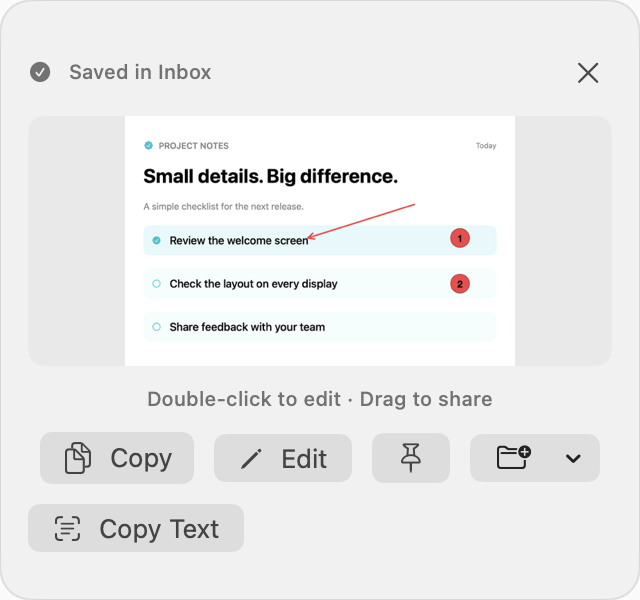 Saved in Inbox
PROJECT NOTES Today
Small details. Big difference.
A simple checklist for the next release.
Review the welcome screen 1
Check the layout on every display 2
Share feedback with your team
Double-click to edit · Drag to share
Copy Edit
Copy Text